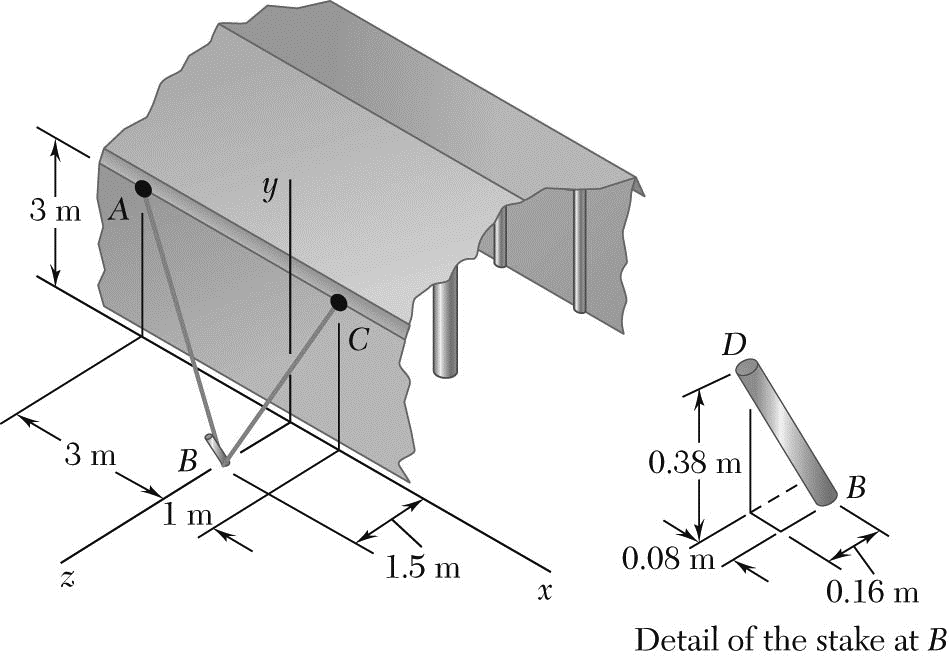 y
3 m
A
C
3 m
B
1 m
1.5 m
z
x
D
0.38 m
B
0.08 m
0.16 m
Detail of the stake at B